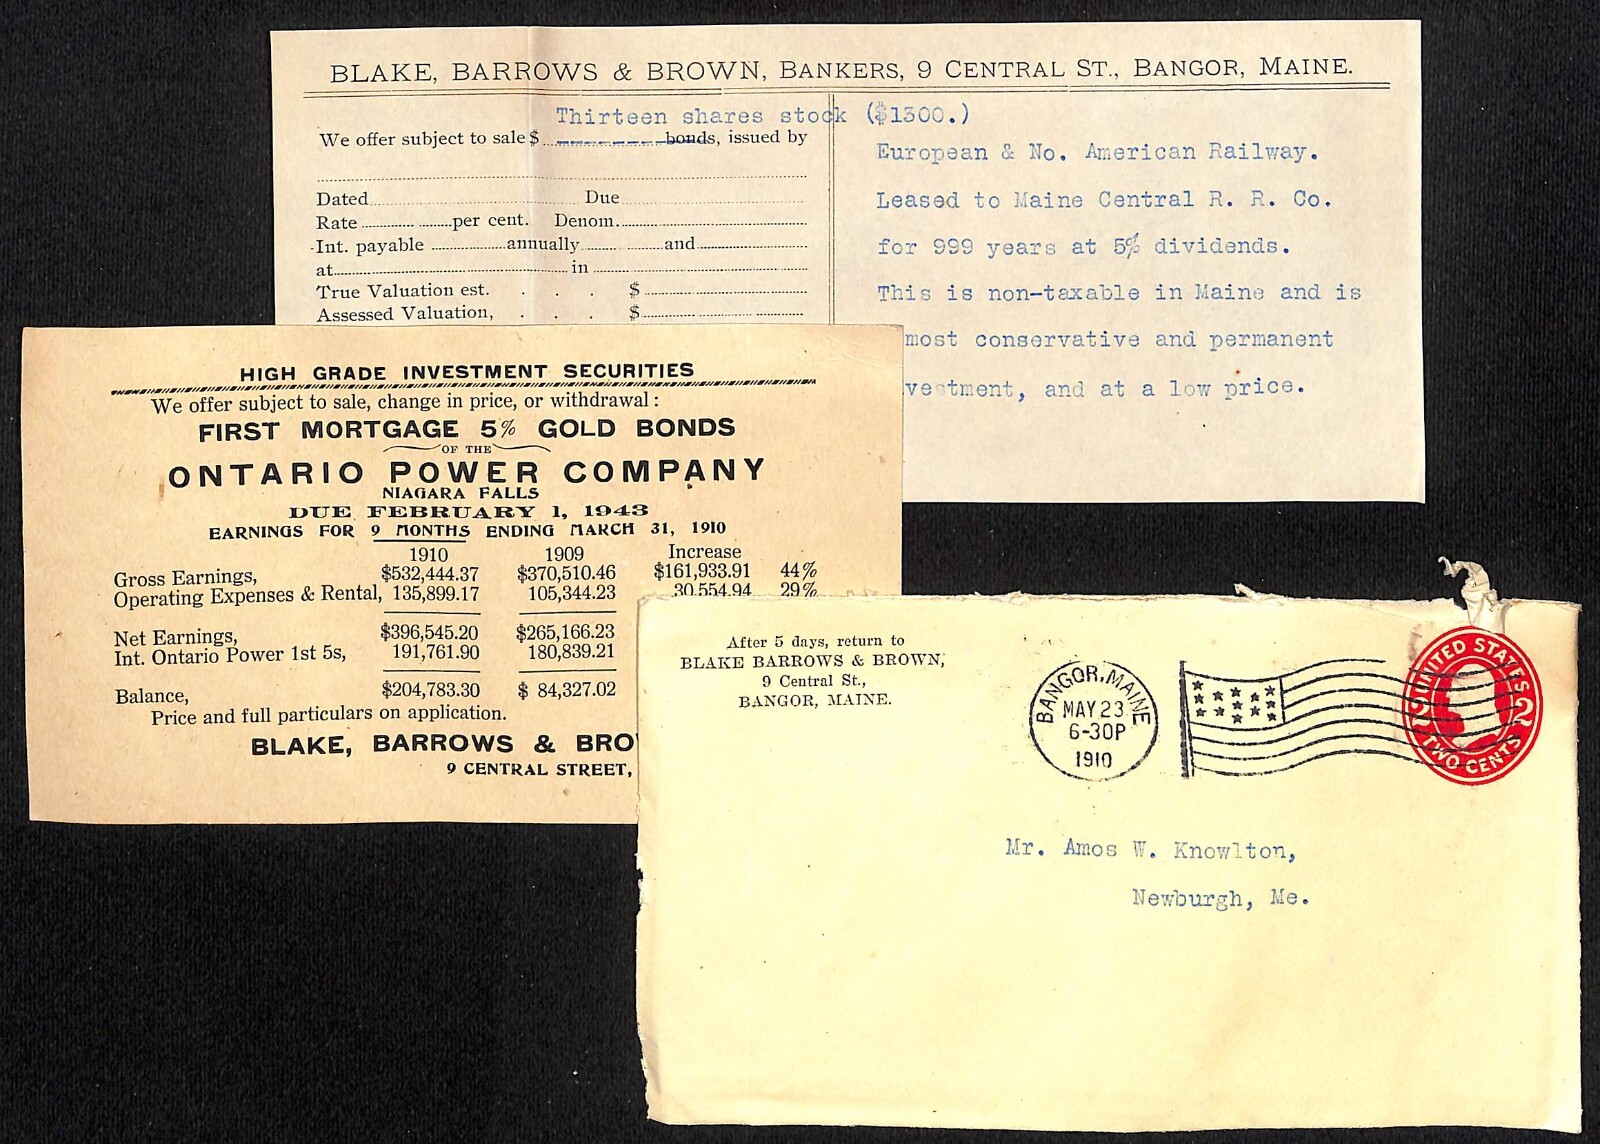 BLAKE, BARROWS & BROWN, BANKERS, 9 CENTRAL ST., BANGOR, MAINE.
Thirteen shares stock ($1300.)
We offer subject to sale $ bonds, issued by
Dated Due
Rate per cent. Denom.
Int. payable annually and
at in
True Valuation est. . . . $
Assessed Valuation, . . . $
European & No. American Railway.
Leased to Maine Central R. R. Co.
for 999 years at 5% dividends.
This is non-taxable in Maine and is
most conservative and permanent
vestment, and at a low price.
HIGH GRADE INVESTMENT SECURITIES
We offer subject to sale, change in price, or withdrawal:
FIRST MORTGAGE 5% GOLD BONDS
OF THE
ONTARIO POWER COMPANY
NIAGARA FALLS
DUE FEBRUARY 1, 1943
EARNINGS FOR 9 MONTHS ENDING MARCH 31, 1910
1910 1909 Increase
Gross Earnings, $532,444.37 $370,510.46 $161,933.91 44%
Operating Expenses & Rental, 135,899.17 105,344.23 30,554.94 29%
Net Earnings, $396,545.20 $265,166.23
Int. Ontario Power 1st 5s, 191,761.90 180,839.21
Balance, $204,783.30 $ 84,327.02
Price and full particulars on application.
BLAKE, BARROWS & BRO
9 CENTRAL STREET,
After 5 days, return to
BLAKE BARROWS & BROWN,
9 Central St.,
BANGOR, MAINE.
BANGOR, MAINE
MAY 23
6-30P
1910
UNITED STATES
2 2
TWO CENTS
Mr. Amos W. Knowlton,
Newburgh, Me.